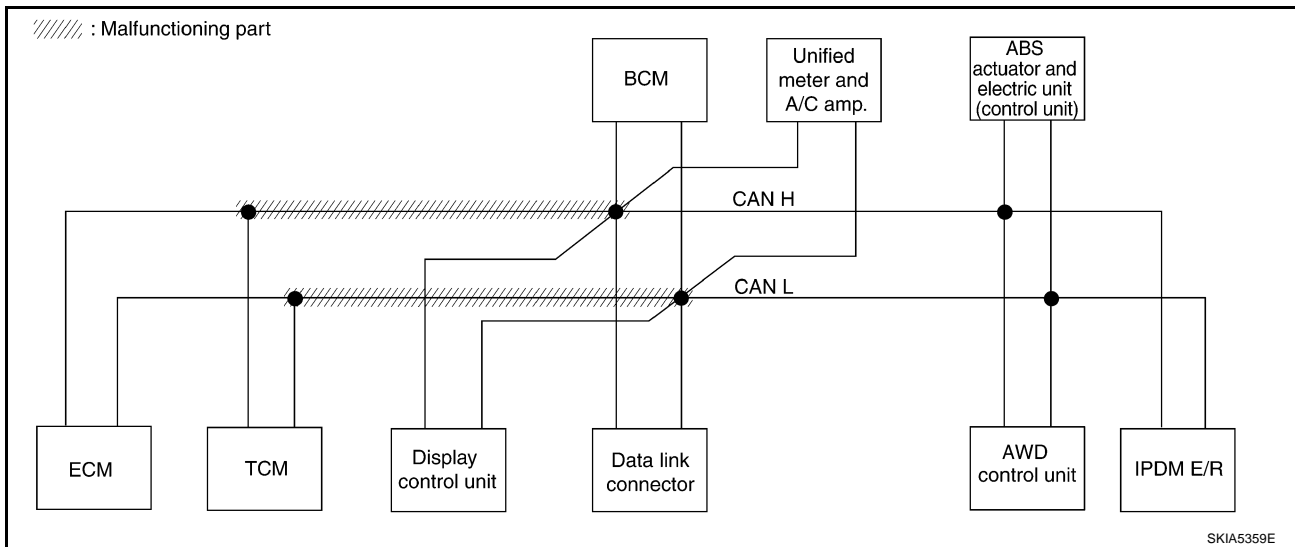 : Malfunctioning part
BCM
Unified
meter and
A/C amp.
ABS
actuator and
electric unit
(control unit)
CAN H
CAN L
ECM
TCM
Display
control unit
Data link
connector
AWD
control unit
IPDM E/R
SKIA5359E